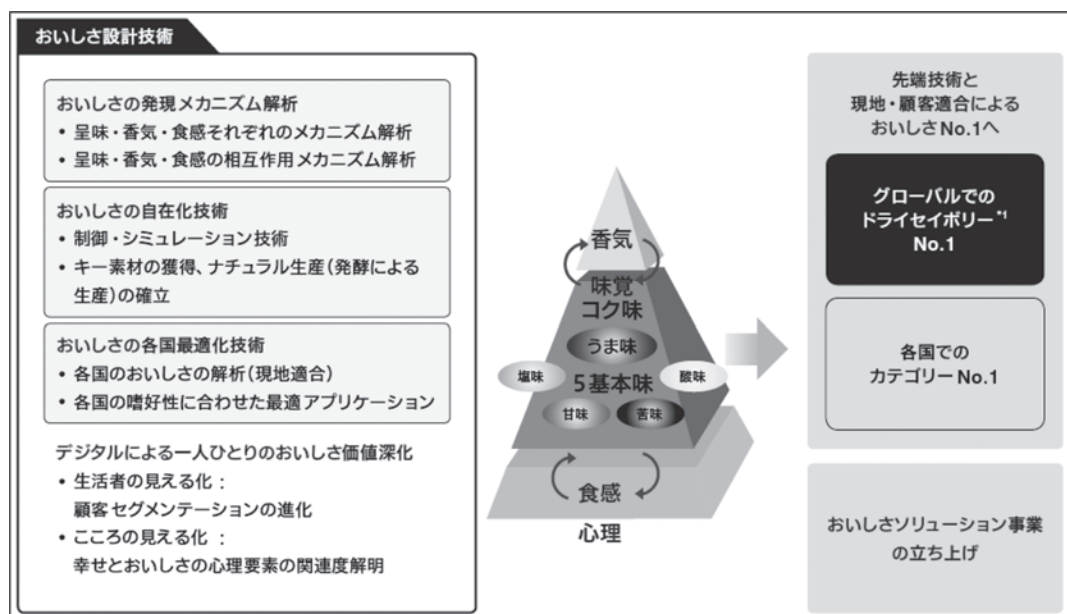 おいしさ設計技術
おいしさの発現メカニズム解析
• 呈味・香気・食感それぞれのメカニズム解析
• 呈味・香気・食感の相互作用メカニズム解析
おいしさの自在化技術
• 制御・シミュレーション技術
• キー素材の獲得、ナチュラル生産(発酵による
生産)の確立
おいしさの各国最適化技術
• 各国のおいしさの解析(現地適合)
• 各国の嗜好性に合わせた最適アプリケーション
デジタルによる一人ひとりのおいしさ価値深化
• 生活者の見える化：
顧客セグメンテーションの進化
• こころの見える化：
幸せとおいしさの心理要素の関連度解明
香気
味覚
コク味
うま味
塩味
5基本味
酸味
甘味
苦味
食感
心理
先端技術と
現地・顧客適合による
おいしさNo.1へ
グローバルでの
ドライセイボリー*1
No.1
各国での
カテゴリーNo.1
おいしさソリューション事業
の立ち上げ